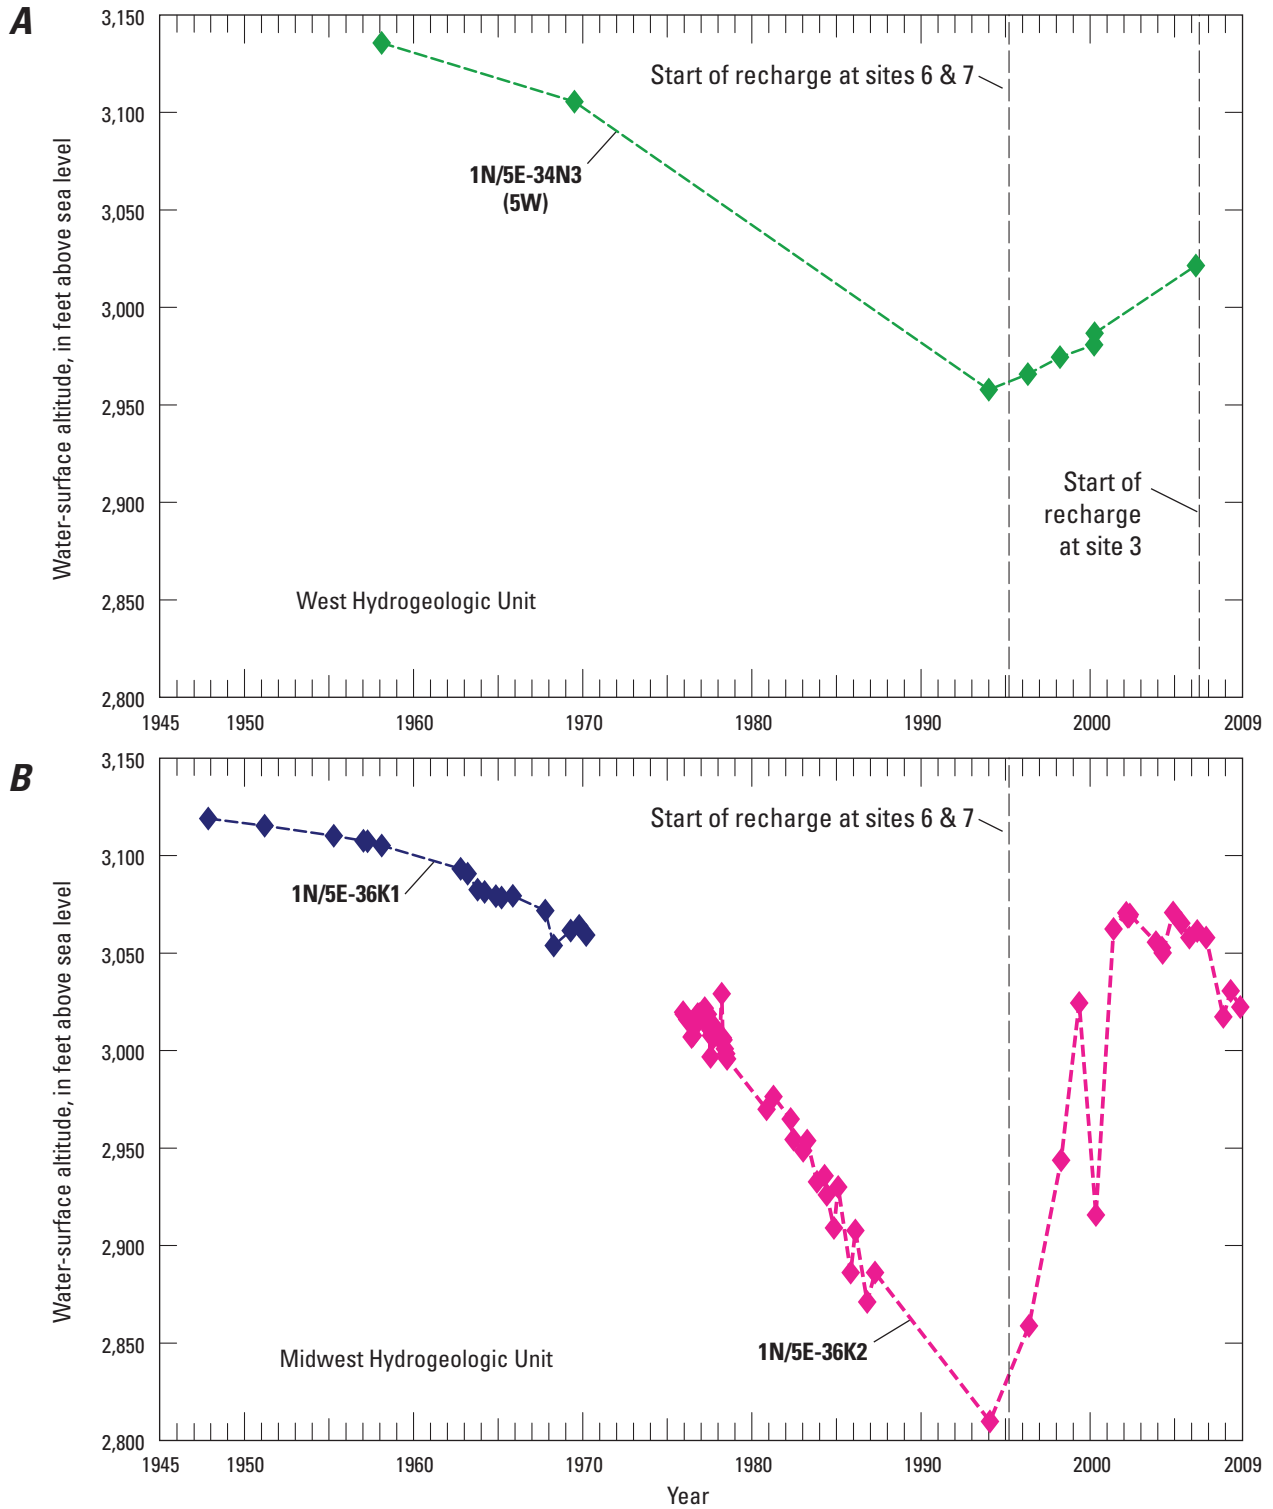 A
3,150
3,100
3,050
3,000
2,950
2,900
2,850
2,800
Water-surface altitude, in feet above sea level
Start of recharge at sites 6 & 7
1N/5E-34N3
(5W)
Start of
recharge
at site 3
West Hydrogeologic Unit
1945 1950 1960 1970 1980 1990 2000 2009
B
3,150
3,100
3,050
3,000
2,950
2,900
2,850
2,800
Water-surface altitude, in feet above sea level
Start of recharge at sites 6 & 7
1N/5E-36K1
1N/5E-36K2
Midwest Hydrogeologic Unit
1945 1950 1960 1970 1980 1990 2000 2009
Year